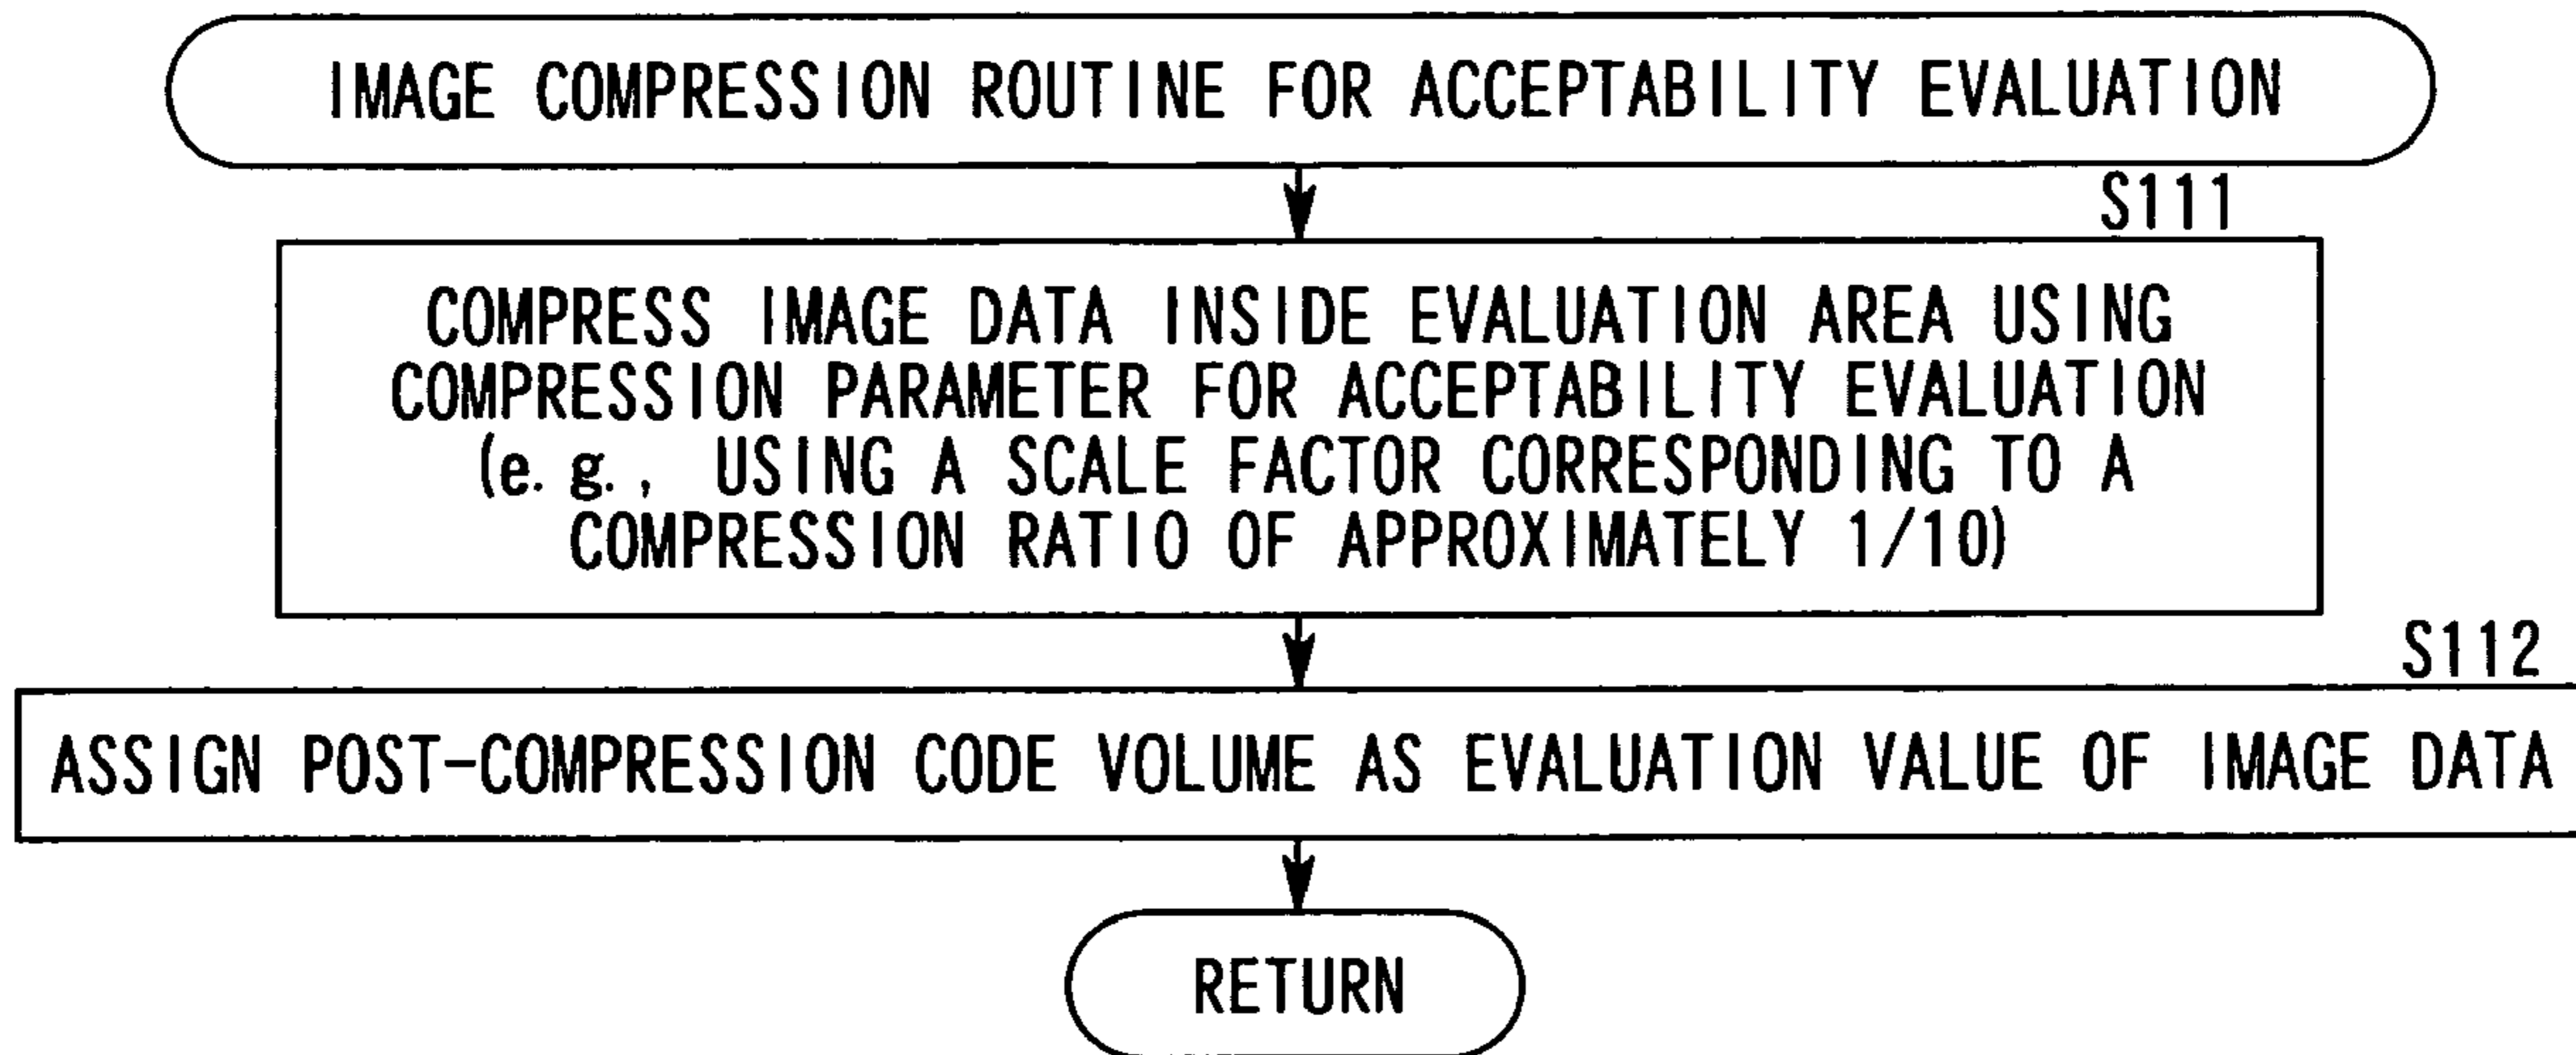 IMAGE COMPRESSION ROUTINE FOR ACCEPTABILITY EVALUATION
S111
COMPRESS IMAGE DATA INSIDE EVALUATION AREA USING
COMPRESSION PARAMETER FOR ACCEPTABILITY EVALUATION
(e.g., USING A SCALE FACTOR CORRESPONDING TO A
COMPRESSION RATIO OF APPROXIMATELY 1/10)
S112
ASSIGN POST-COMPRESSION CODE VOLUME AS EVALUATION VALUE OF IMAGE DATA
RETURN